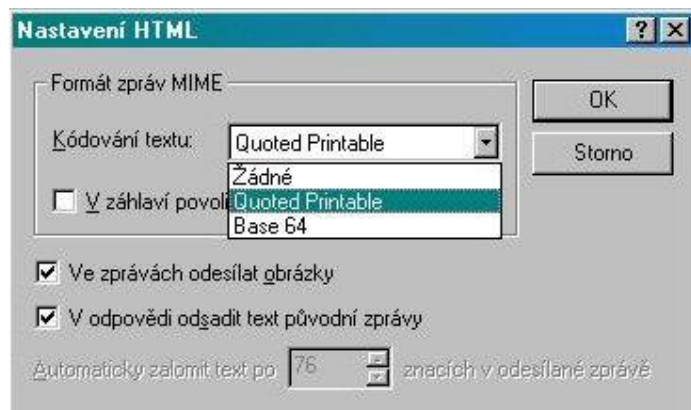 Nastavení HTML
Formát zpráv MIME
OK
Kódování textu: Quoted Printable
Storno
Žádné
V záhlaví povoli Quoted Printable
Base 64
Ve zprávách odesílat obrázky
V odpovědi odsadit text původní zprávy
Automaticky zalomit text po 76 znacích v odesílané zprávě